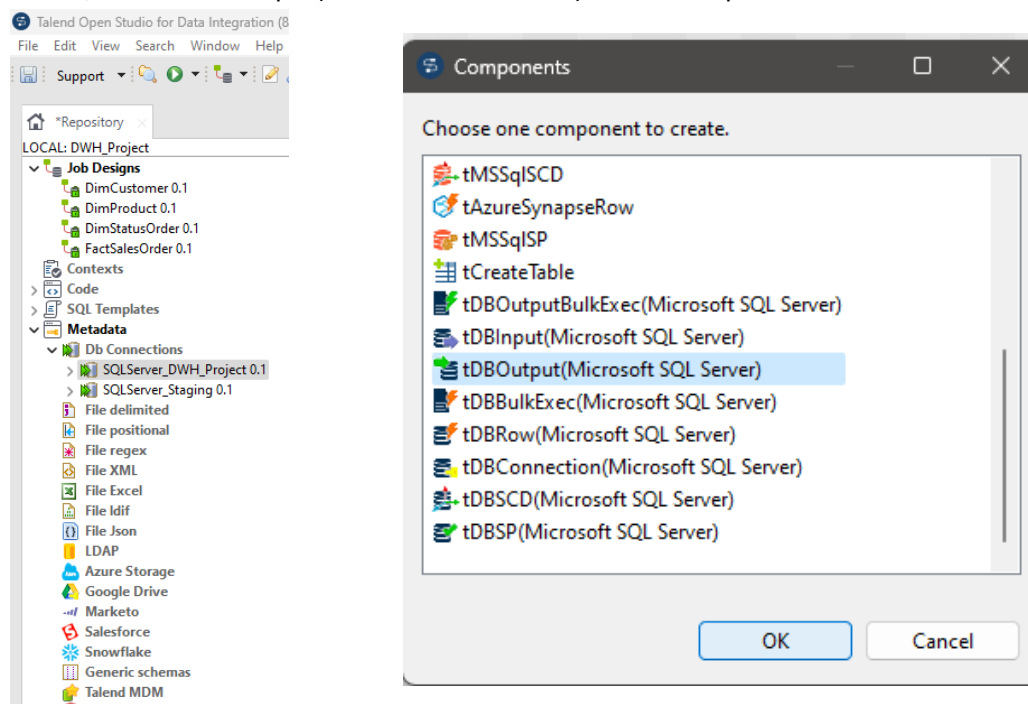 Talend Open Studio for Data Integration (8
File Edit View Search Window Help
Support
*Repository
LOCAL: DWH_Project
Job Designs
DimCustomer 0.1
DimProduct 0.1
DimStatusOrder 0.1
FactSalesOrder 0.1
Contexts
Code
SQL Templates
Metadata
Db Connections
SQLServer_DWH_Project 0.1
SQLServer_Staging 0.1
File delimited
File positional
File regex
File XML
File Excel
File ldif
File Json
LDAP
Azure Storage
Google Drive
Marketo
Salesforce
Snowflake
Generic schemas
Talend MDM
Components
Choose one component to create.
tMSSqlSCD
tAzureSynapseRow
tMSSqlSP
tCreateTable
tDBOutputBulkExec(Microsoft SQL Server)
tDBInput(Microsoft SQL Server)
tDBOutput(Microsoft SQL Server)
tDBBulkExec(Microsoft SQL Server)
tDBRow(Microsoft SQL Server)
tDBConnection(Microsoft SQL Server)
tDBSCD(Microsoft SQL Server)
tDBSP(Microsoft SQL Server)
OK Cancel